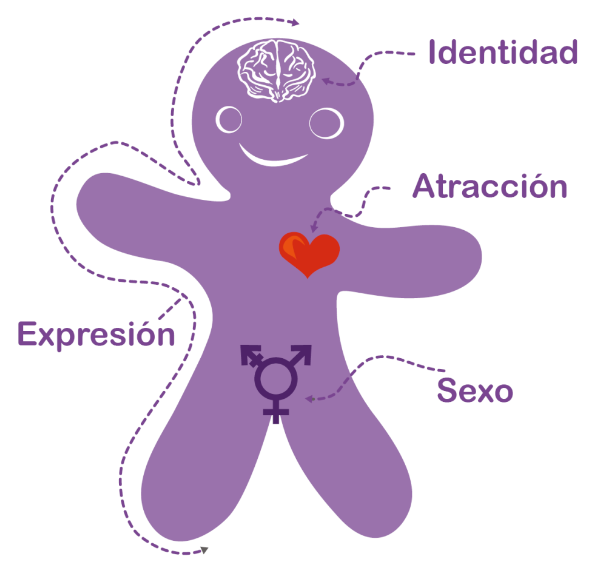 Identidad
Atracción
Expresión
Sexo